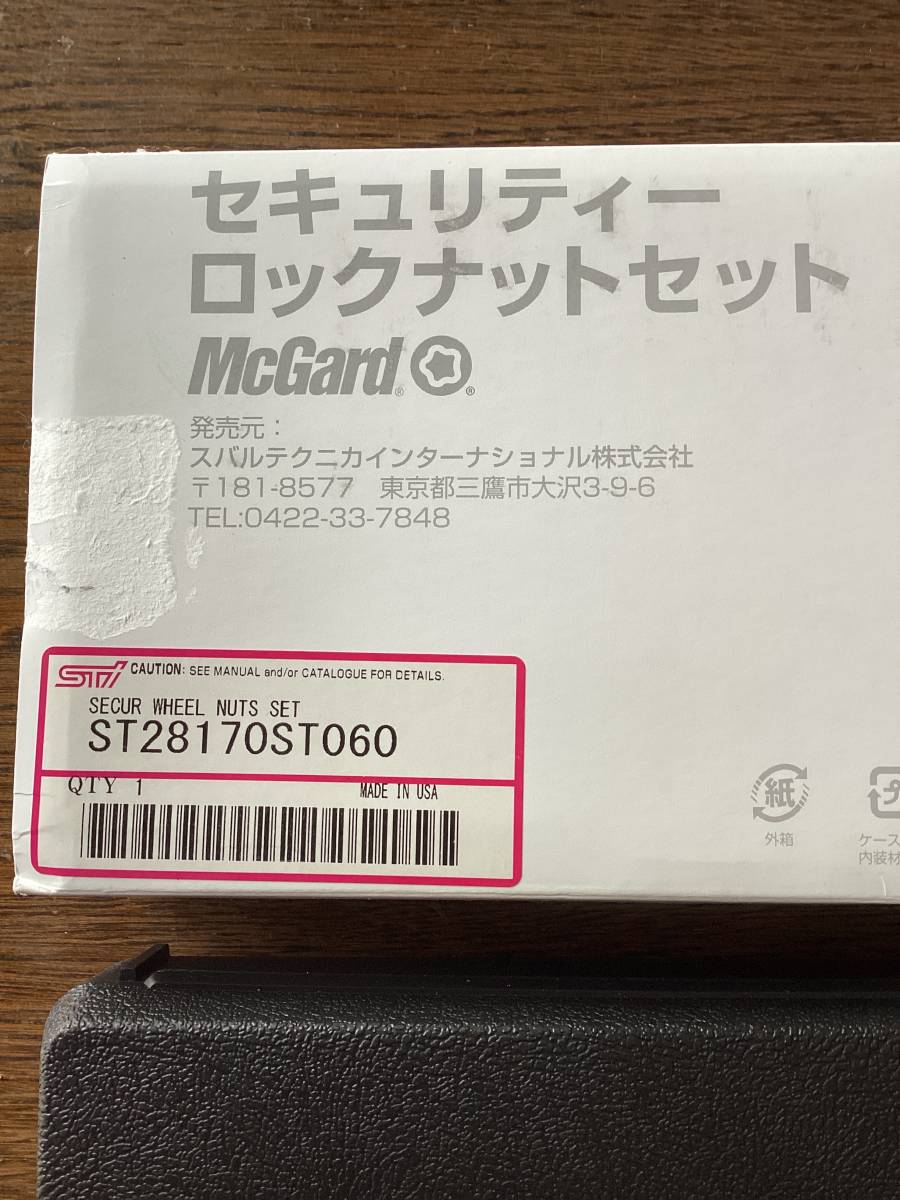 セキュリティー
ロックナットセット
McGard®
®
発売元：
スバルテクニカインターナショナル株式会社
〒181-8577　東京都三鷹市大沢3-9-6
TEL:0422-33-7848
STI CAUTION: SEE MANUAL and/or CATALOGUE FOR DETAILS.
SECUR WHEEL NUTS SET
ST28170ST060
QTY 1 MADE IN USA
紙
外箱
プ
ケース
内装材